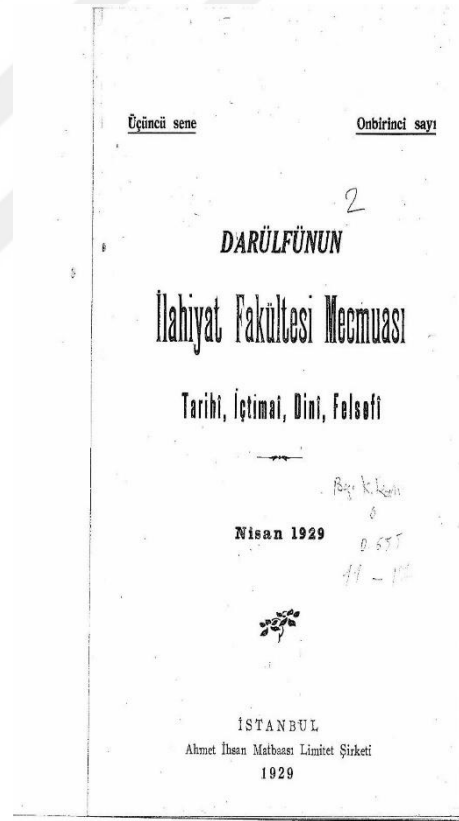 Üçüncü sene Onbirinci sayı
2
DARÜLFÜNUN
İlahiyat Fakültesi Mecmuası
Tarihî, İçtimaî, Dinî, Felsefî
Nisan 1929
İSTANBUL
Ahmet İhsan Matbaası Limitet Şirketi
1929